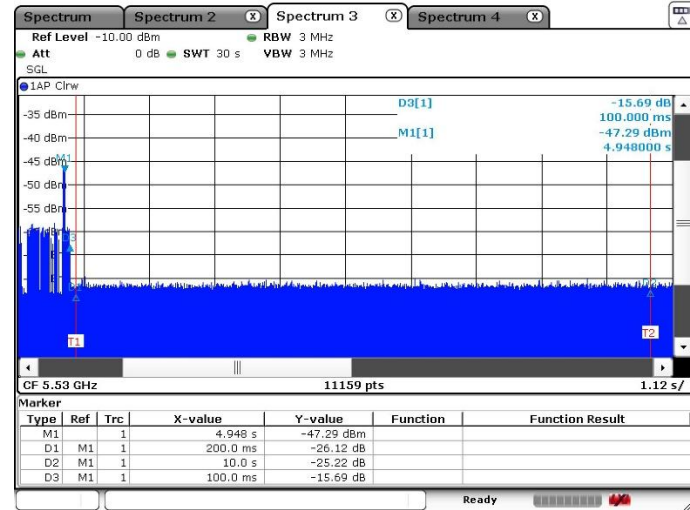 Spectrum Spectrum 2 X Spectrum 3 X Spectrum 4 X
Ref Level -10.00 dBm RBW 3 MHz
Att 0 dB SWT 30 s VBW 3 MHz
SGL
1AP Clrw
D3[1] -15.69 dB
100.000 ms
M1[1] -47.29 dBm
4.948000 s
-35 dBm
-40 dBm
-45 dBm
M1
-50 dBm
-55 dBm
D3
D2
T1 T2
CF 5.53 GHz 11159 pts 1.12 s/
Marker
Type Ref Trc X-value Y-value Function Function Result
M1 1 4.948 s -47.29 dBm
D1 M1 1 200.0 ms -26.12 dB
D2 M1 1 10.0 s -25.22 dB
D3 M1 1 100.0 ms -15.69 dB
Ready